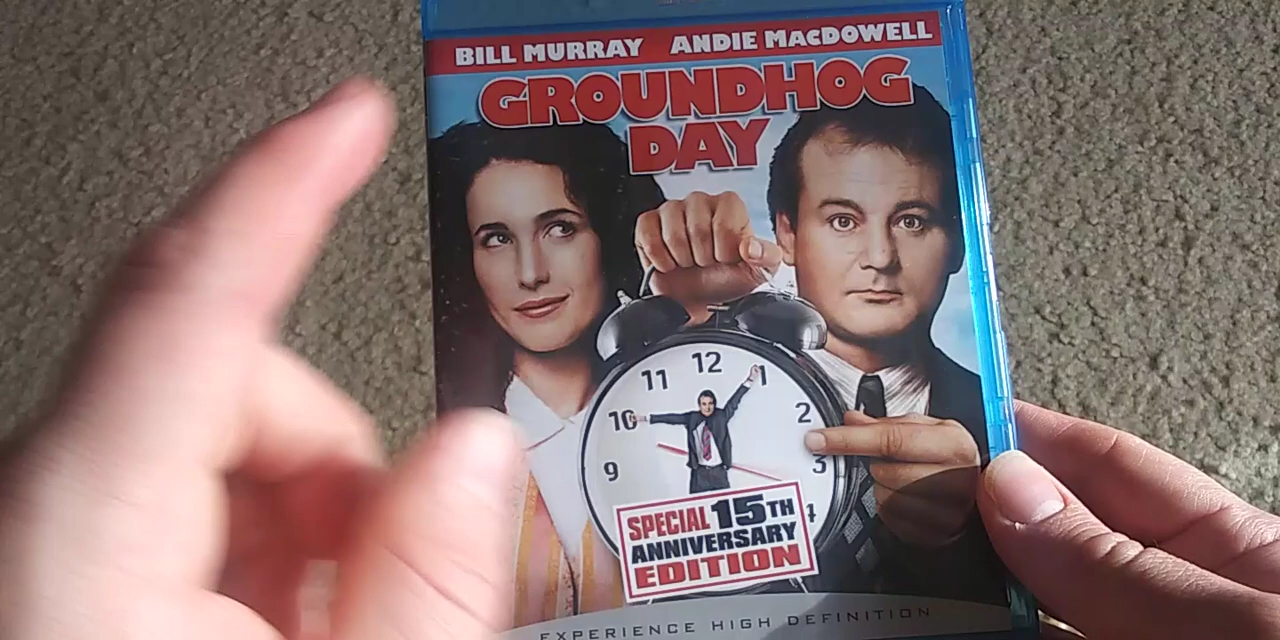 BILL MURRAY ANDIE MACDOWELL
GROUNDHOG
DAY
12
11 1
10 2
9 3
4
SPECIAL 15TH
ANNIVERSARY
EDITION
EXPERIENCE HIGH DEFINITION